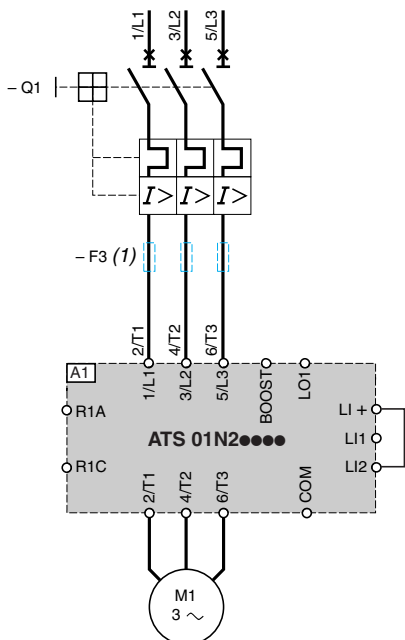 1/L1
3/L2
5/L3
– Q1
I> I> I>
– F3 (1)
2/T1
4/T2
6/T3
A1
1/L1
3/L2
5/L3
BOOST
LO1
R1A
LI +
ATS 01N2●●●●
LI1
R1C
LI2
2/T1
4/T2
6/T3
COM
M1
3 ~